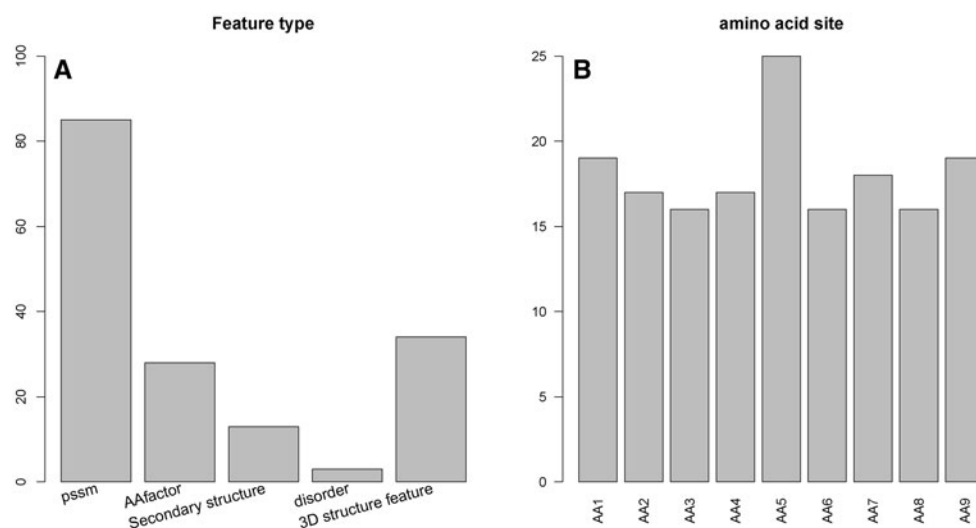 Feature type
A
100
80
60
40
20
0
pssm
AAfactor
Secondary structure
disorder
3D structure feature
amino acid site
B
25
20
15
10
5
0
AA1
AA2
AA3
AA4
AA5
AA6
AA7
AA8
AA9